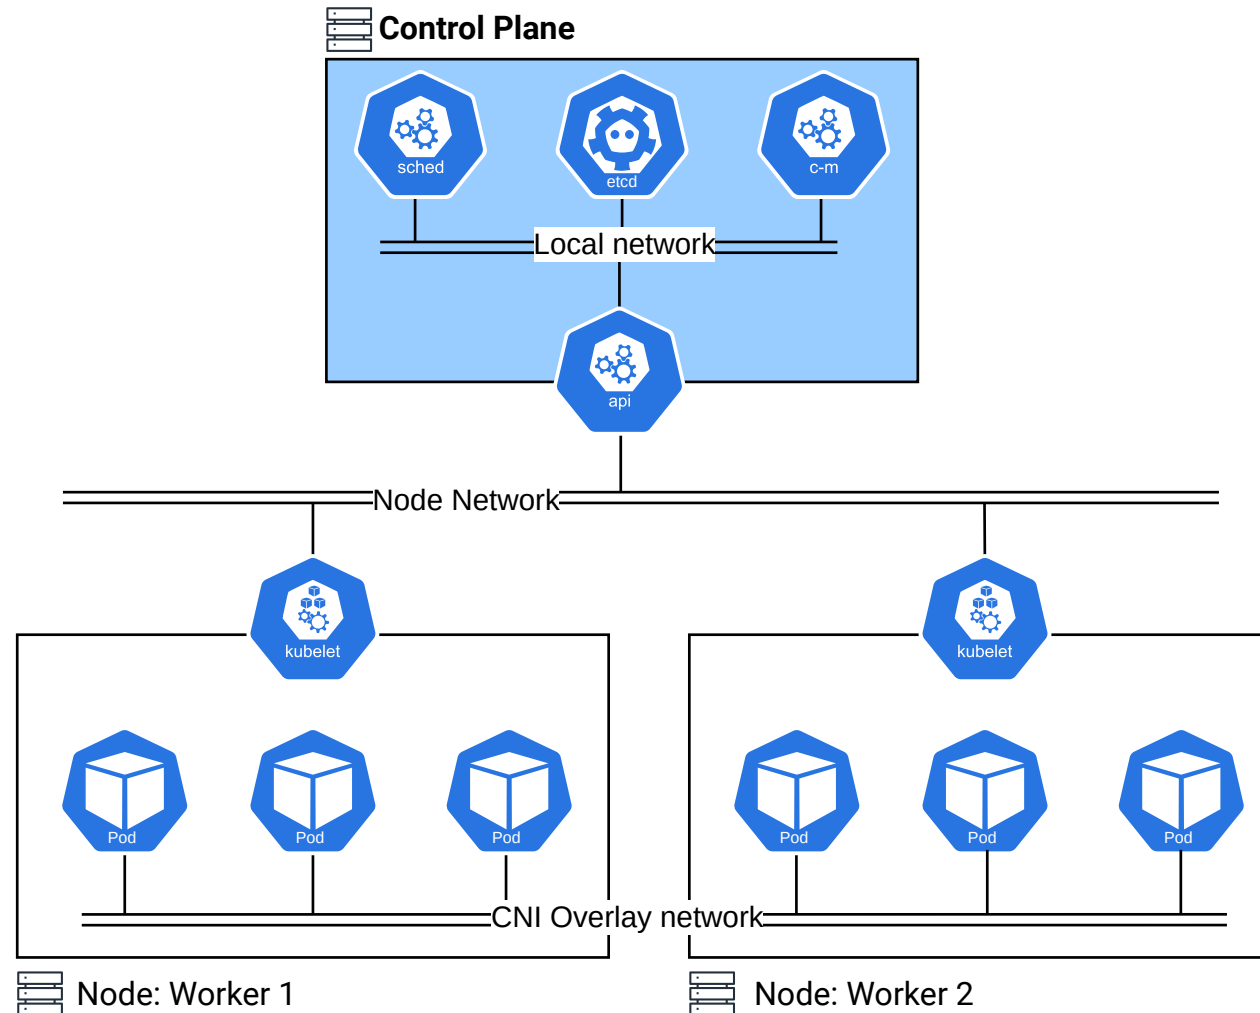 Control Plane
sched
etcd
c-m
Local network
api
Node Network
kubelet
kubelet
Pod
Pod
Pod
Pod
Pod
Pod
CNI Overlay network
Node: Worker 1
Node: Worker 2